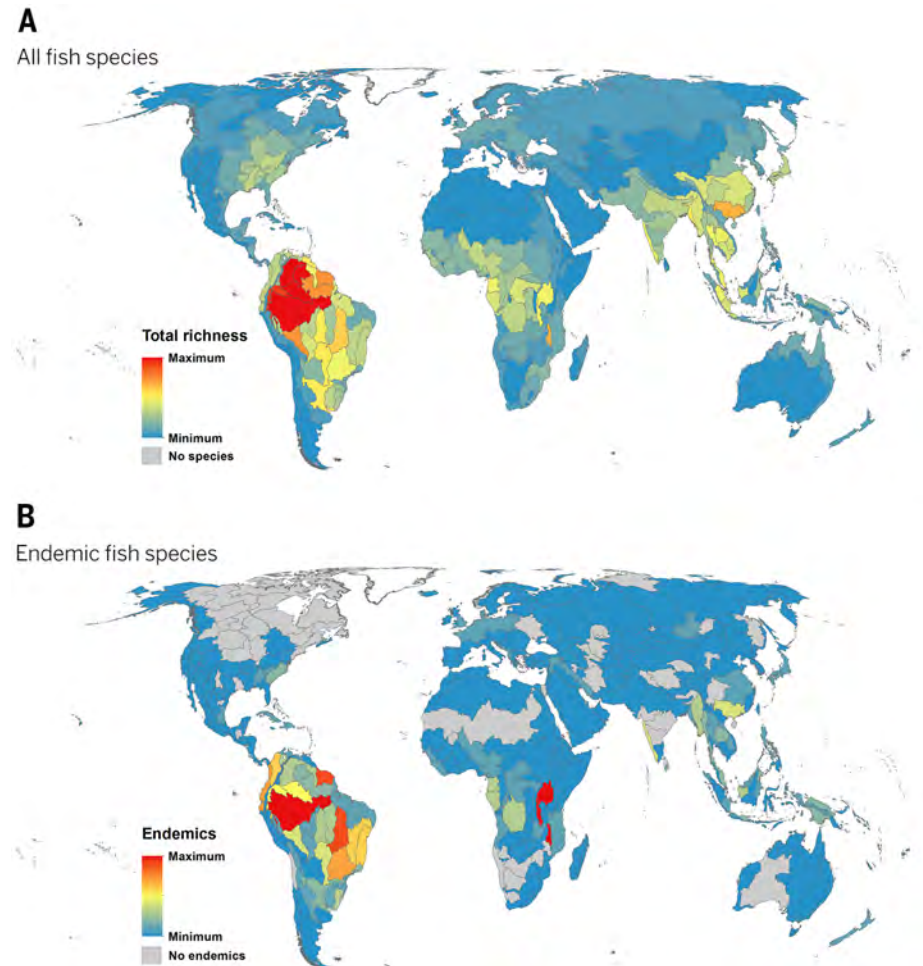 A
All fish species
Total richness
Maximum
Minimum
No species
B
Endemic fish species
Endemics
Maximum
Minimum
No endemics